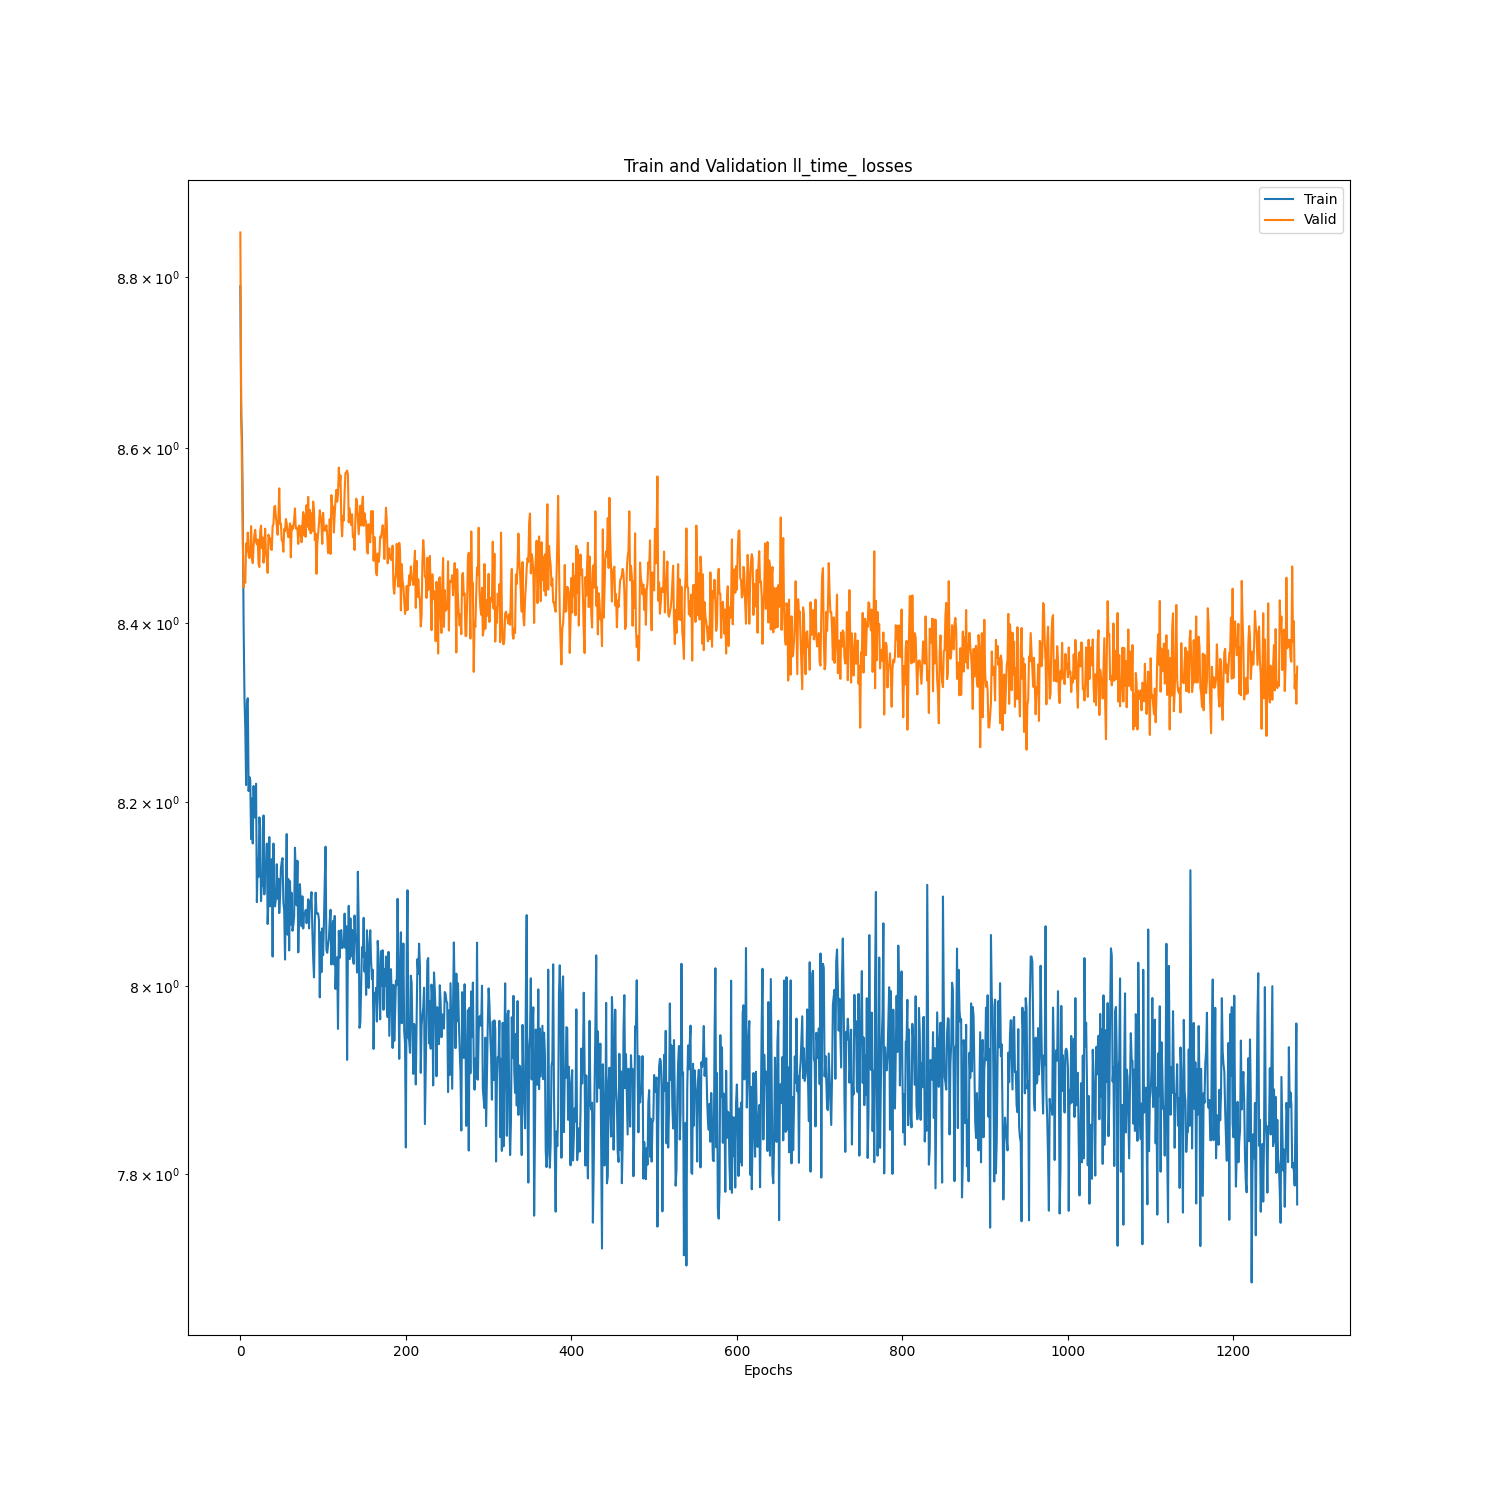 Train and Validation ll_time_ losses
Train
Valid
8.8 × 10⁰
8.6 × 10⁰
8.4 × 10⁰
8.2 × 10⁰
8 × 10⁰
7.8 × 10⁰
0 200 400 600 800 1000 1200
Epochs